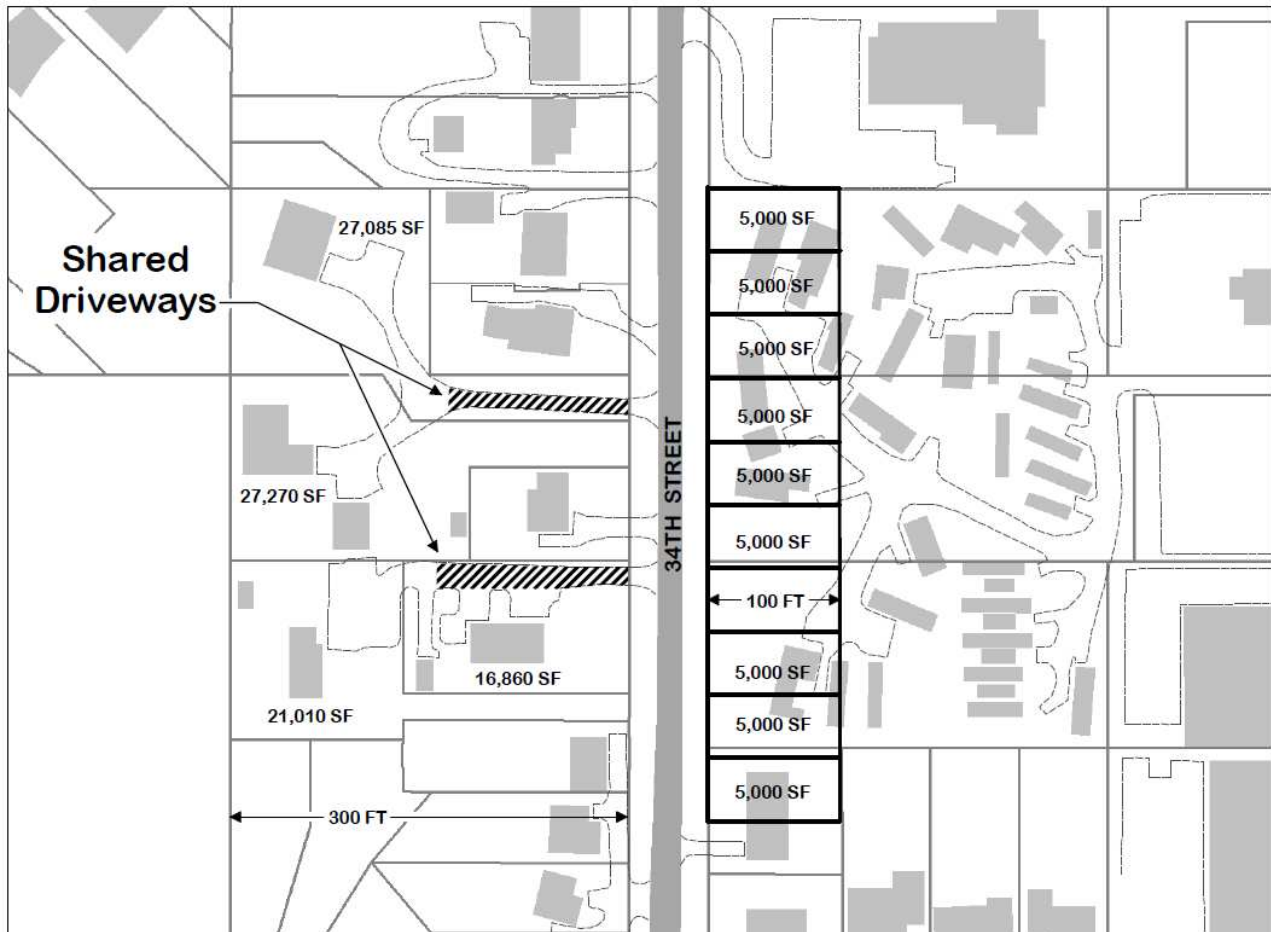 27,085 SF
Shared
Driveways
27,270 SF
16,860 SF
21,010 SF
300 FT
34TH STREET
5,000 SF
5,000 SF
5,000 SF
5,000 SF
5,000 SF
5,000 SF
100 FT
5,000 SF
5,000 SF
5,000 SF